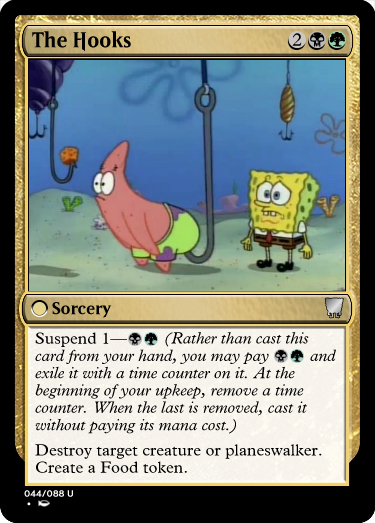 The Hooks 2
Sorcery
Suspend 1— (Rather than cast this
card from your hand, you may pay and
exile it with a time counter on it. At the
beginning of your upkeep, remove a time
counter. When the last is removed, cast it
without paying its mana cost.)
Destroy target creature or planeswalker.
Create a Food token.
044/088 U